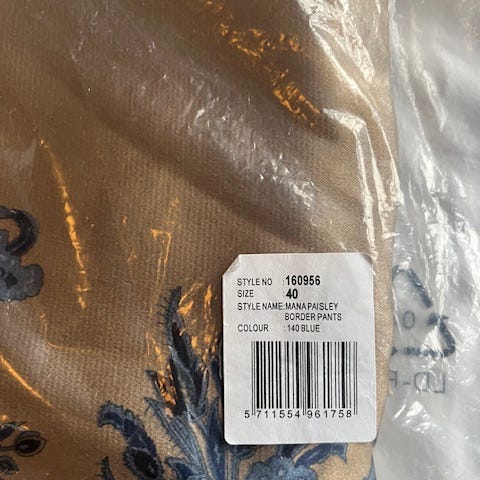 STYLE NO : 160956
SIZE : 40
STYLE NAME: MANA PAISLEY
BORDER PANTS
COLOUR : 140 BLUE
5 711554 961758